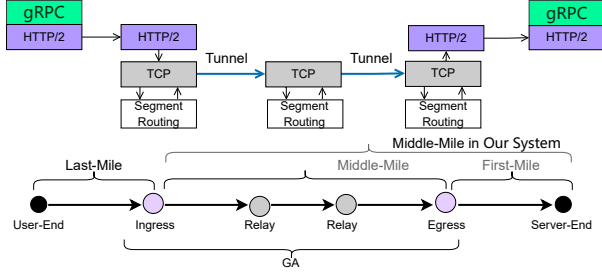 gRPC
HTTP/2
HTTP/2
HTTP/2
gRPC
HTTP/2
TCP
Tunnel
TCP
Tunnel
TCP
Segment
Routing
Segment
Routing
Segment
Routing
Middle-Mile in Our System
Last-Mile
Middle-Mile
First-Mile
User-End
Ingress
Relay
Relay
Egress
Server-End
GA